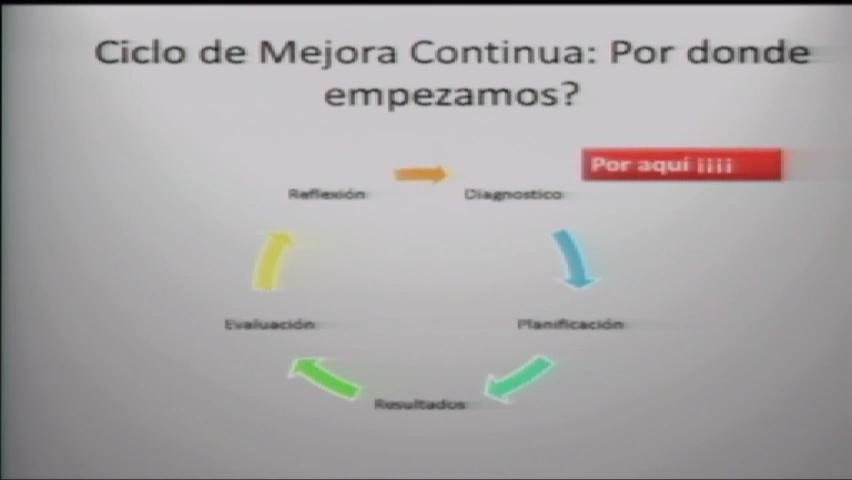 Ciclo de Mejora Continua: Por donde
empezamos?
Por aquí ¡¡¡¡
Reflexión
Diagnostico
Evaluación
Planificación
Resultados